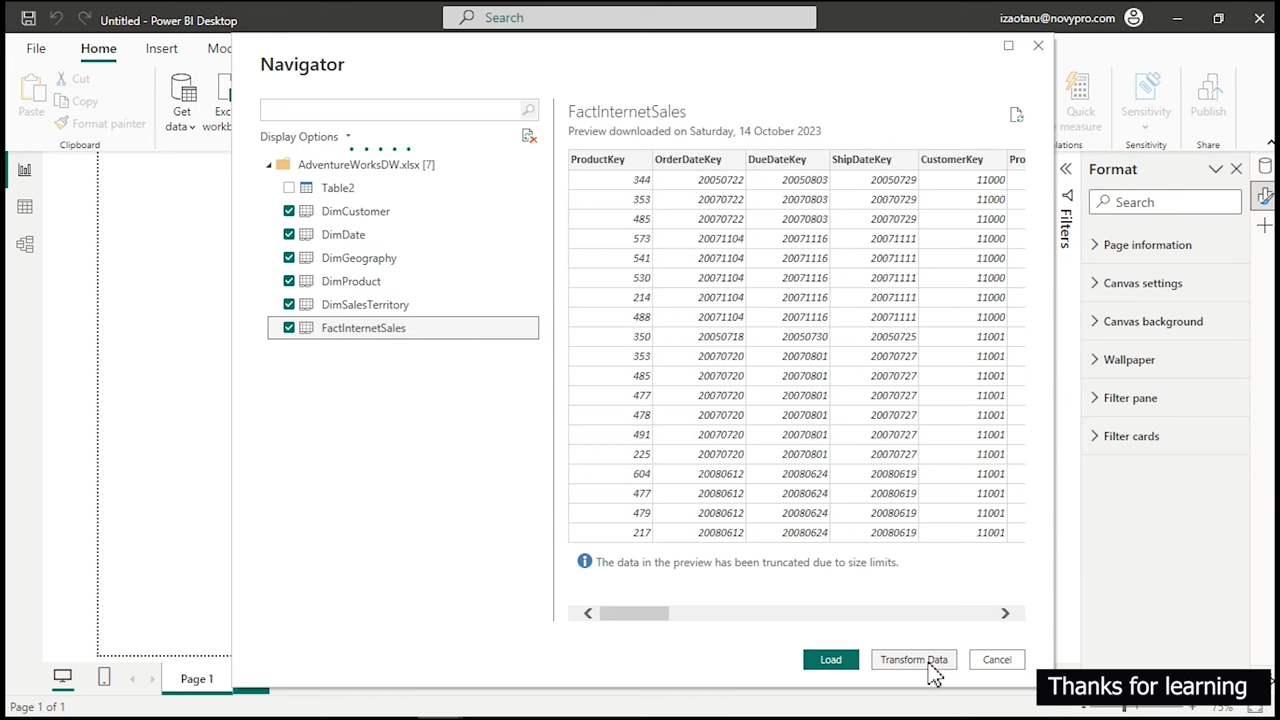 Untitled - Power BI Desktop
Search
izaotaru@novypro.com
File
Home
Insert
Navigator
Paste
Cut
Copy
Format painter
Clipboard
Get
data
Display Options
AdventureWorksDW.xlsx [7]
Table2
DimCustomer
DimDate
DimGeography
DimProduct
DimSalesTerritory
FactInternetSales
FactInternetSales
Preview downloaded on Saturday, 14 October 2023
ProductKey OrderDateKey DueDateKey ShipDateKey CustomerKey
344 20050722 20050803 20050729 11000
353 20070722 20070803 20070729 11000
485 20070722 20070803 20070729 11000
573 20071104 20071116 20071111 11000
541 20071104 20071116 20071111 11000
530 20071104 20071116 20071111 11000
214 20071104 20071116 20071111 11000
488 20071104 20071116 20071111 11000
350 20050718 20050730 20050725 11001
353 20070720 20070801 20070727 11001
485 20070720 20070801 20070727 11001
477 20070720 20070801 20070727 11001
478 20070720 20070801 20070727 11001
491 20070720 20070801 20070727 11001
225 20070720 20070801 20070727 11001
604 20080612 20080624 20080619 11001
477 20080612 20080624 20080619 11001
479 20080612 20080624 20080619 11001
217 20080612 20080624 20080619 11001
The data in the preview has been truncated due to size limits.
Load
Transform Data
Cancel
Quick
measure
Sensitivity
Sensitivity
Publish
Share
Filters
Format
Search
Page information
Canvas settings
Canvas background
Wallpaper
Filter pane
Filter cards
Page 1
Page 1 of 1
Thanks for learning